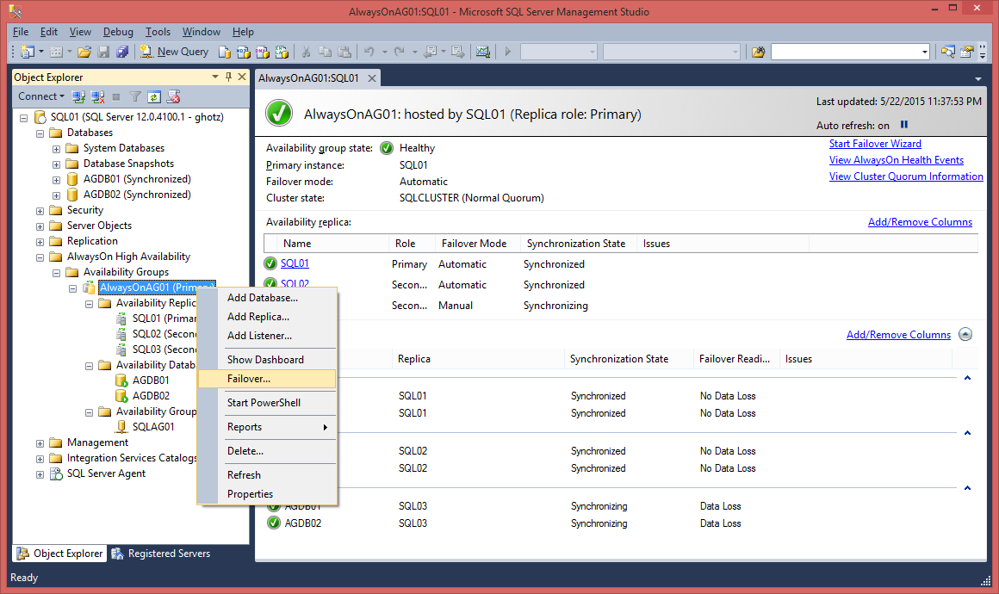 AlwaysOnAG01:SQL01 - Microsoft SQL Server Management Studio
File Edit View Debug Tools Window Help
New Query
Object Explorer
Connect
SQL01 (SQL Server 12.0.4100.1 - ghotz)
Databases
System Databases
Database Snapshots
AGDB01 (Synchronized)
AGDB02 (Synchronized)
Security
Server Objects
Replication
AlwaysOn High Availability
Availability Groups
AlwaysOnAG01 (Primary)
Availability Replic
SQL01 (Primar
SQL02 (Second
SQL03 (Second
Availability Datab
AGDB01
AGDB02
Availability Group
SQLAG01
Management
Integration Services Catalogs
SQL Server Agent
Object Explorer
Registered Servers
Add Database...
Add Replica...
Add Listener...
Show Dashboard
Failover...
Start PowerShell
Reports
Delete...
Refresh
Properties
AlwaysOnAG01:SQL01
AlwaysOnAG01: hosted by SQL01 (Replica role: Primary)
Last updated: 5/22/2015 11:37:53 PM
Auto refresh: on
Availability group state: Healthy
Primary instance: SQL01
Failover mode: Automatic
Cluster state: SQLCLUSTER (Normal Quorum)
Start Failover Wizard
View AlwaysOn Health Events
View Cluster Quorum Information
Availability replica:
Add/Remove Columns
Name Role Failover Mode Synchronization State Issues
SQL01 Primary Automatic Synchronized
SQL02 Secon... Automatic Synchronized
Secon... Manual Synchronizing
Add/Remove Columns
Replica Synchronization State Failover Readi... Issues
SQL01 Synchronized No Data Loss
SQL01 Synchronized No Data Loss
SQL02 Synchronized No Data Loss
SQL02 Synchronized No Data Loss
AGDB01 SQL03 Synchronizing Data Loss
AGDB02 SQL03 Synchronizing Data Loss
Ready